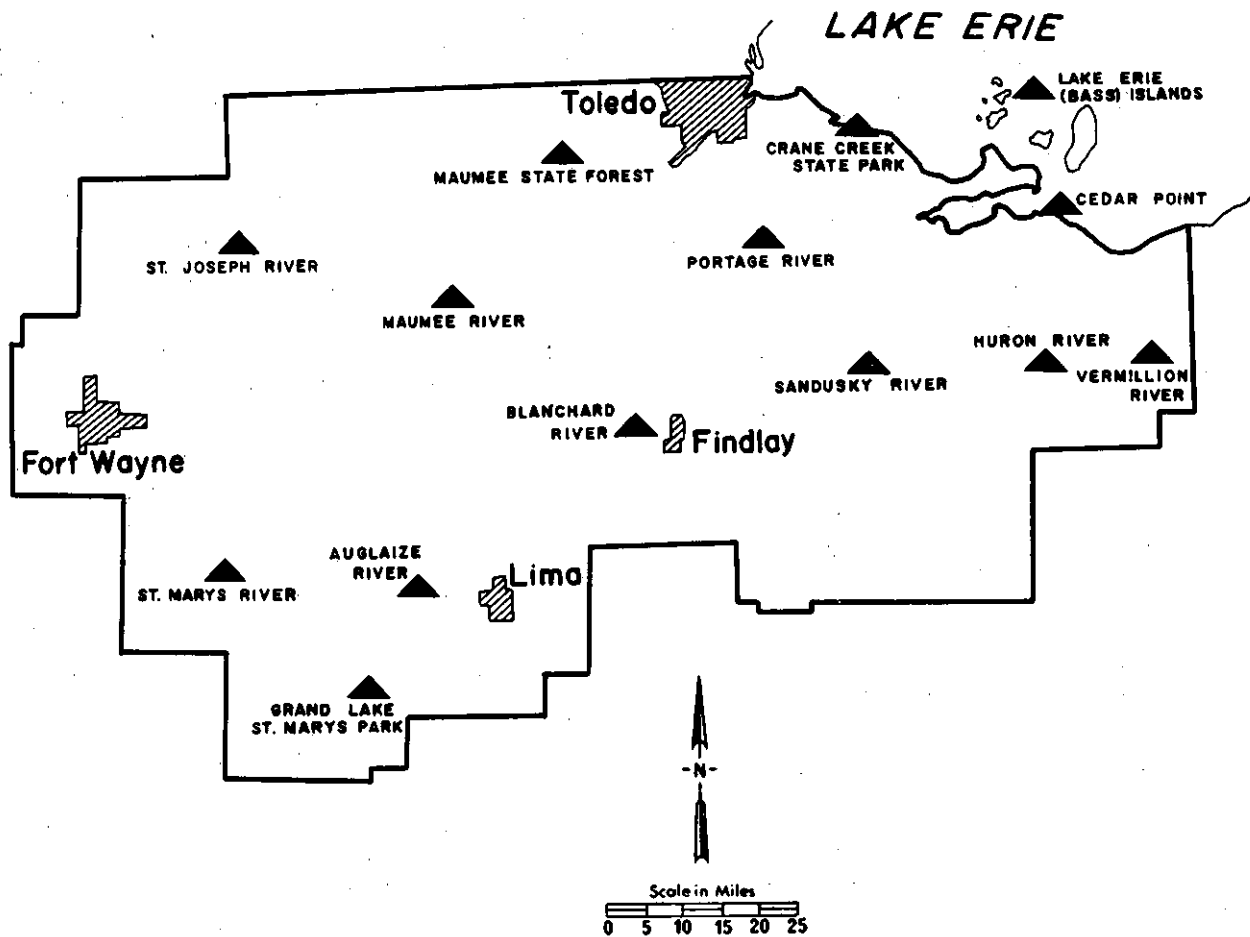 LAKE ERIE
LAKE ERIE
(BASS) ISLANDS
Toledo
CRANE CREEK
STATE PARK
MAUMEE STATE FOREST
CEDAR POINT
ST. JOSEPH RIVER
PORTAGE RIVER
MAUMEE RIVER
HURON RIVER
SANDUSKY RIVER
VERMILLION
RIVER
BLANCHARD
RIVER
Findlay
Fort Wayne
AUGLAIZE
RIVER
Lima
ST. MARYS RIVER
GRAND LAKE
ST. MARYS PARK
-N-
Scale in Miles
0 5 10 15 20 25